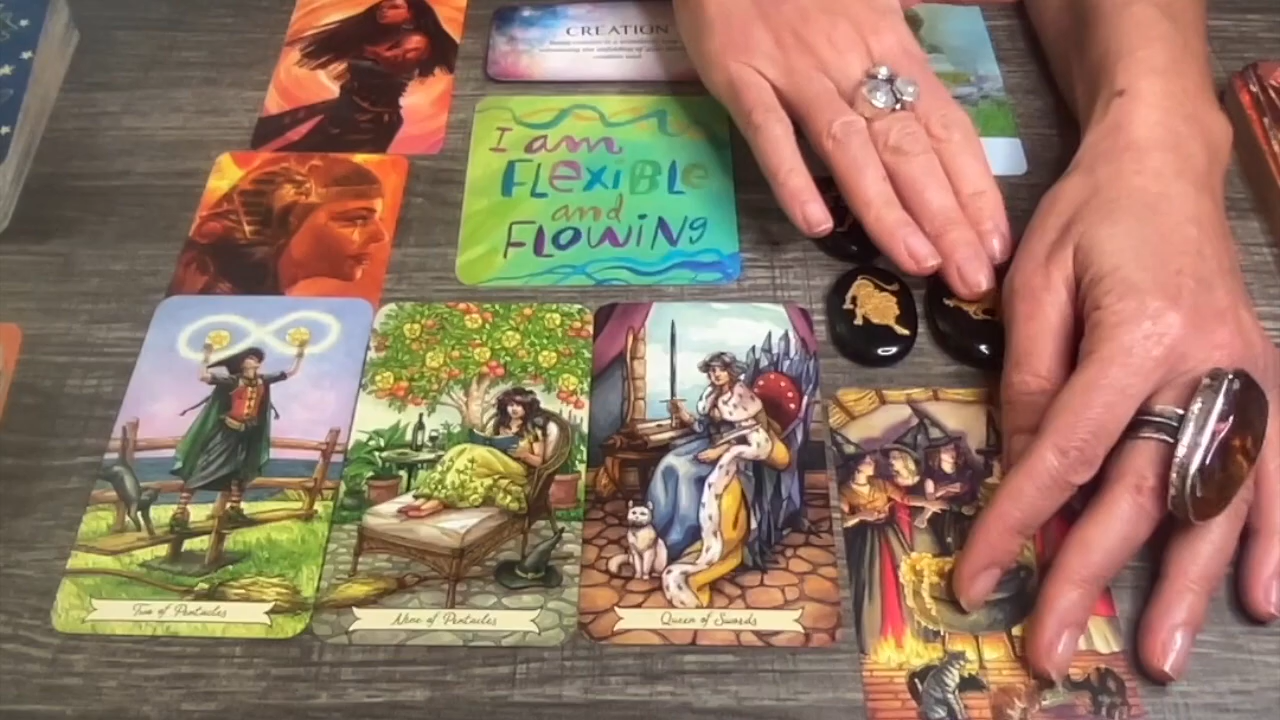 CREATION
I am
FLexiBLe
and
FLOWiNg
Two of Pentacles
Nine of Pentacles
Queen of Swords